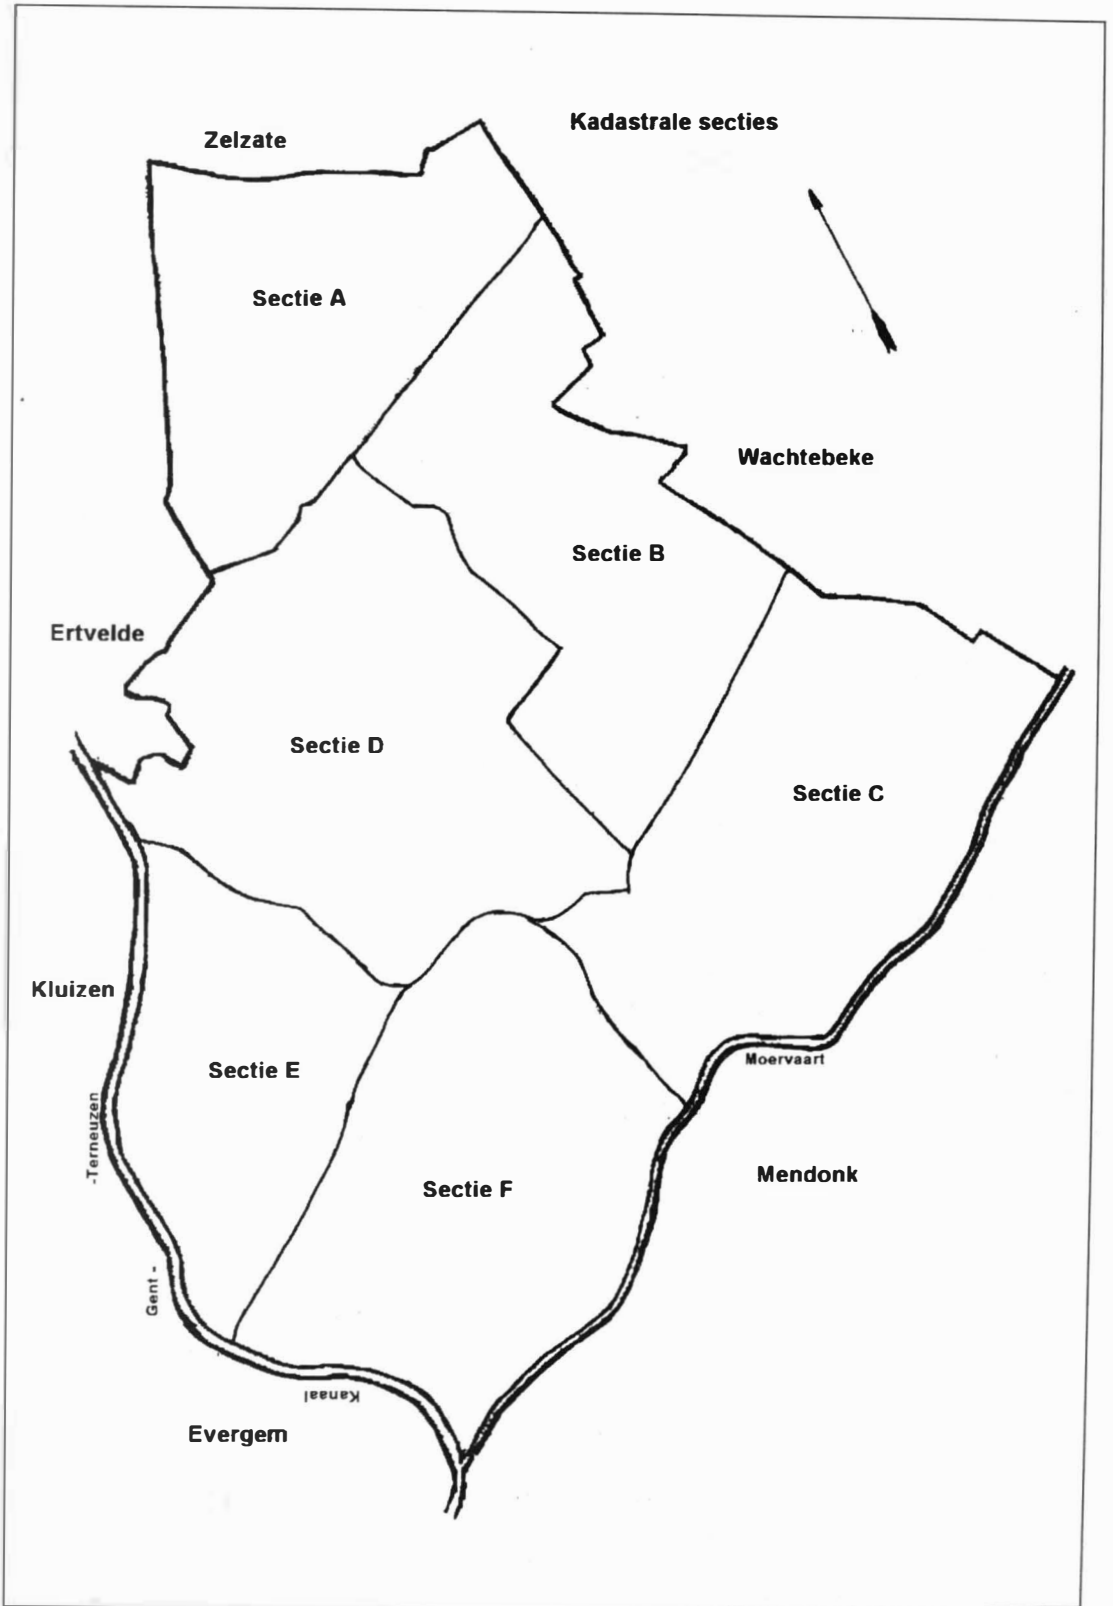 Kadastrale secties
Zelzate
Sectie A
Wachtebeke
Sectie B
Ertvelde
Sectie D
Sectie C
Kluizen
Moervaart
Sectie E
-Terneuzen
Mendonk
Sectie F
Gent -
Kanaal
Evergem